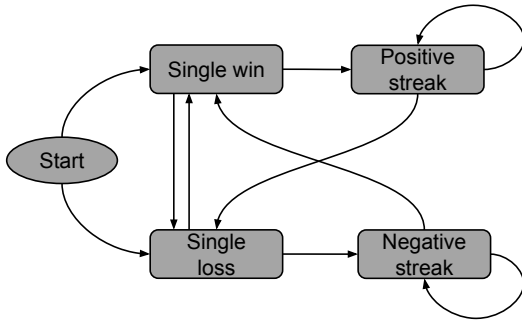 Single win
Positive
streak
Start
Single
loss
Negative
streak